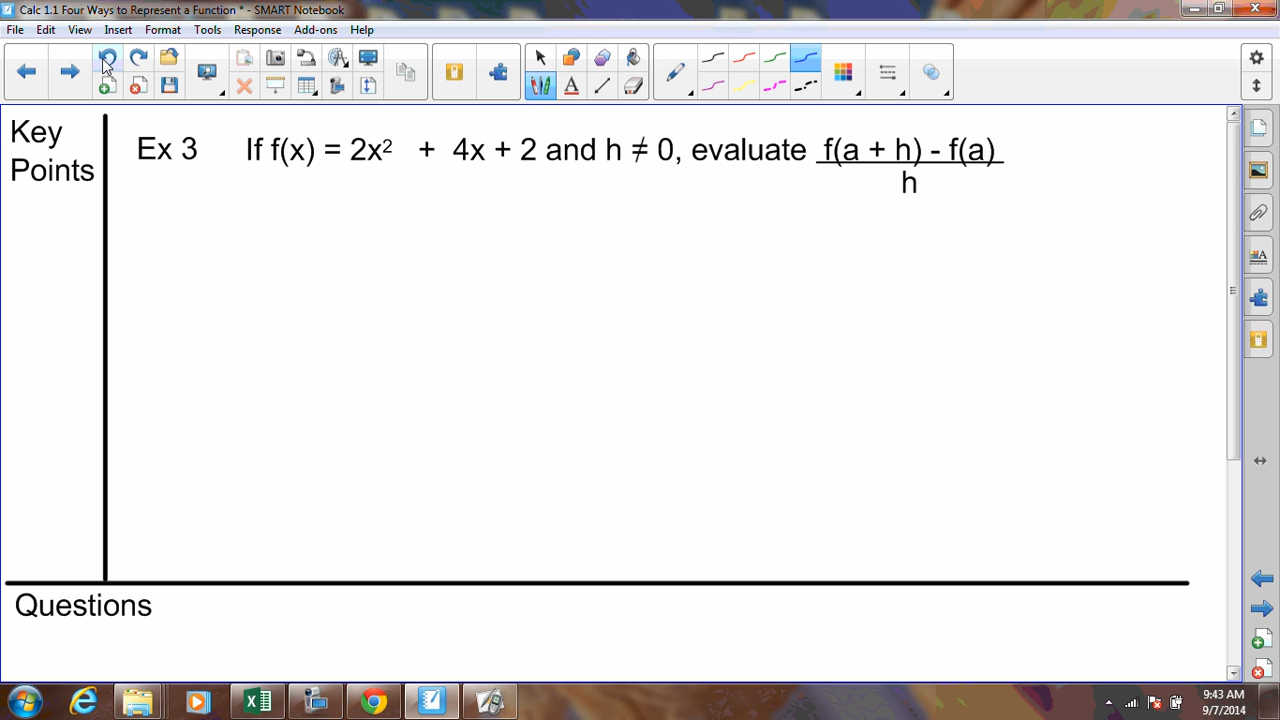 Calc 1.1 Four Ways to Represent a Function * - SMART Notebook
File Edit View Insert Format Tools Response Add-ons Help
Key
Points
Ex 3 If f(x) = 2x² + 4x + 2 and h ≠ 0, evaluate f(a + h) - f(a)
h
Questions
9:43 AM
9/7/2014